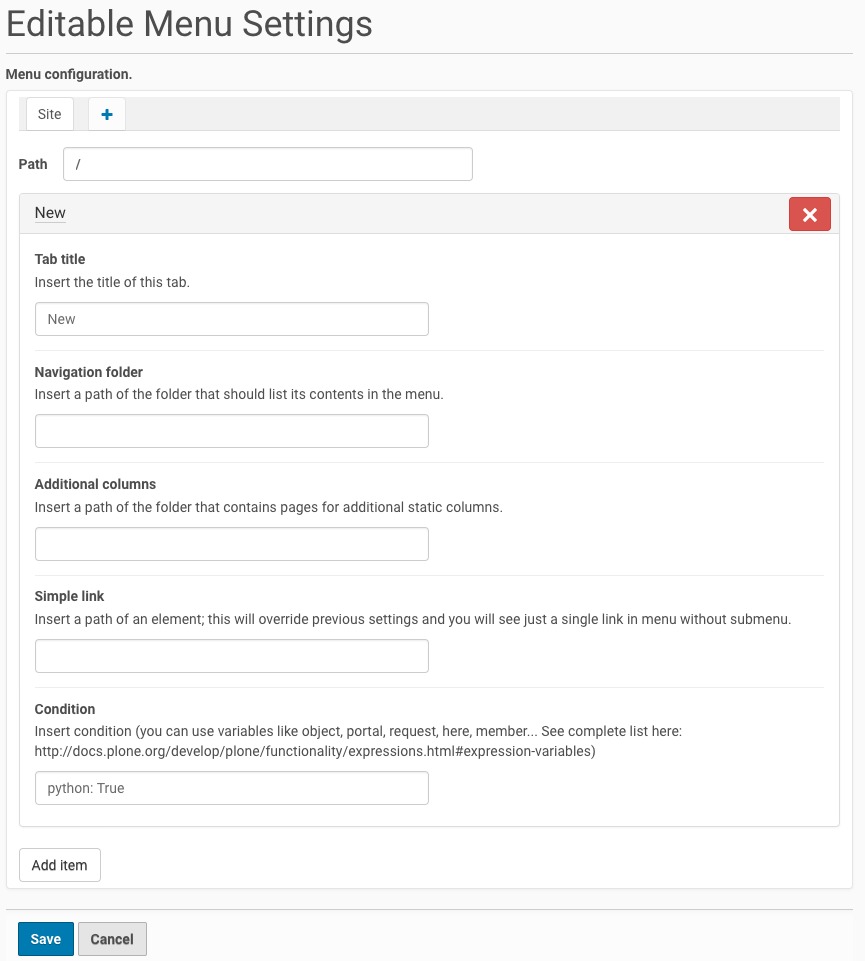 Editable Menu Settings
Menu configuration.
Site
+
Path
/
New
Tab title
Insert the title of this tab.
New
Navigation folder
Insert a path of the folder that should list its contents in the menu.
Additional columns
Insert a path of the folder that contains pages for additional static columns.
Simple link
Insert a path of an element; this will override previous settings and you will see just a single link in menu without submenu.
Condition
Insert condition (you can use variables like object, portal, request, here, member... See complete list here:
http://docs.plone.org/develop/plone/functionality/expressions.html#expression-variables)
python: True
Add item
Save
Cancel